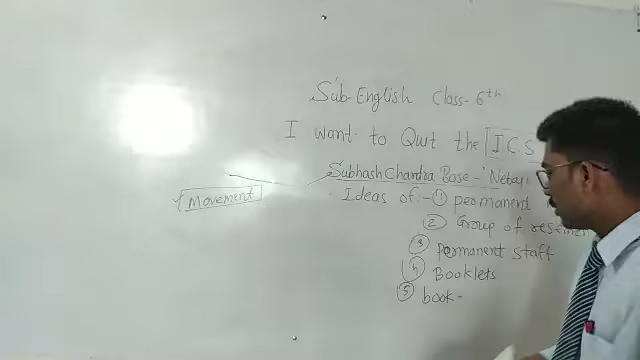 Sub- English Class- 6th
I want to Quit the I.C.S
Subhash Chandra Bose - 'Netaji
Movement
Ideas of:- ① permanent
② Group of
③ Permanent Staff
④ Booklets
⑤ book-